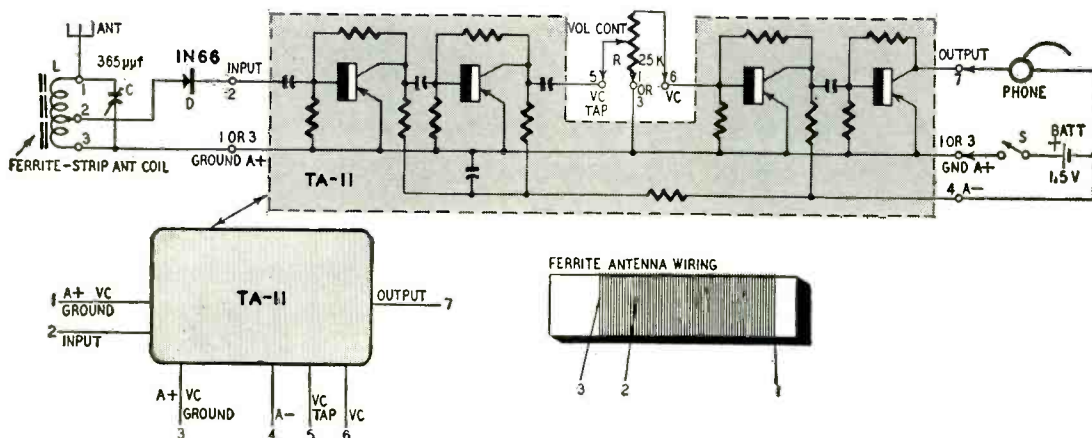 ANT
365μμf
IN66
L
1
2
3
C
D
INPUT
2
FERRITE-STRIP ANT COIL
1 OR 3
GROUND A+
TA-11
VOL CONT
R
25K
5
VC
TAP
1
OR
3
6
VC
OUTPUT
7
PHONE
1 OR 3
GND A+
S
BATT
+
1.5V
4 A-
TA-11
1
A+ VC
GROUND
2
INPUT
OUTPUT
7
A+ VC
GROUND
3
A-
4
VC
TAP
5
VC
6
FERRITE ANTENNA WIRING
3
2
1